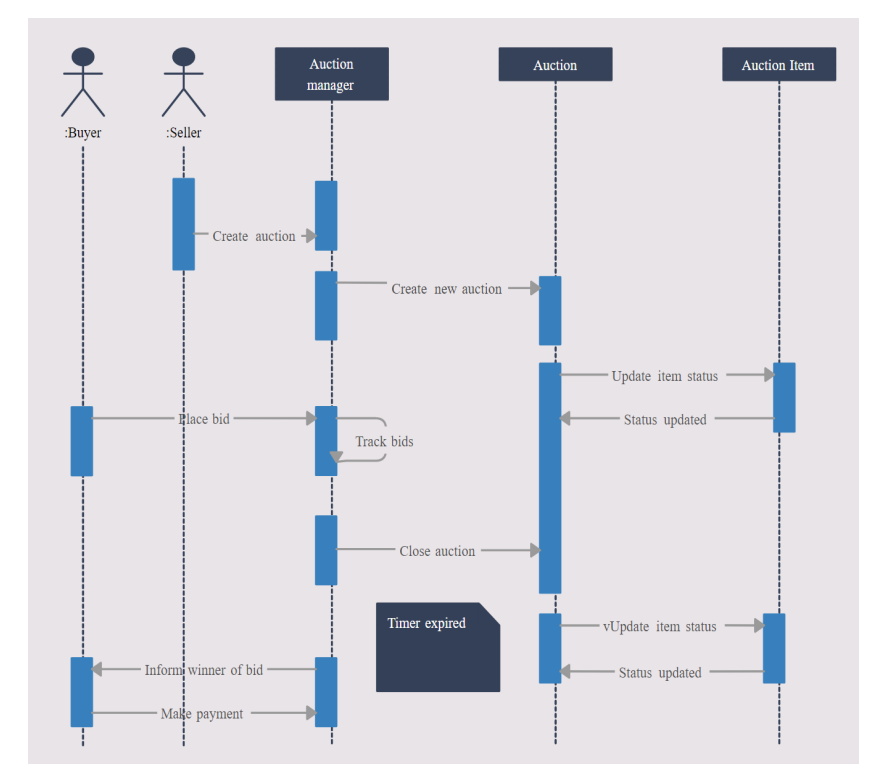 Auction
manager
Auction
Auction Item
:Buyer
:Seller
Create auction
Create new auction
Update item status
Place bid
Status updated
Track bids
Close auction
Timer expired
vUpdate item status
Inform winner of bid
Status updated
Make payment